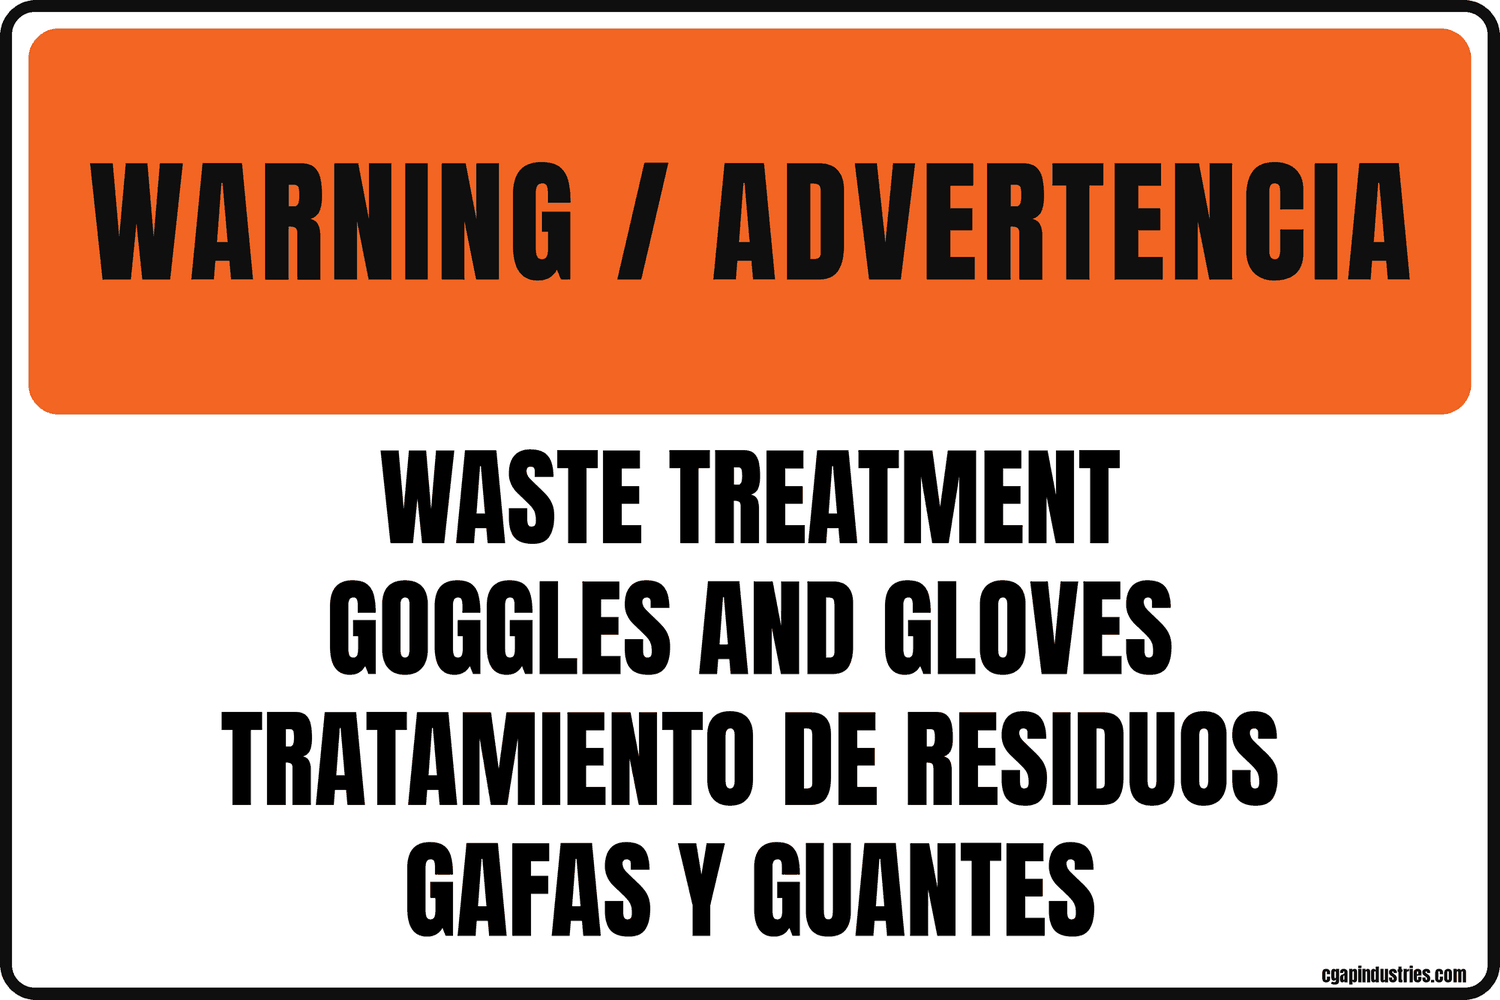 WARNING / ADVERTENCIA
WASTE TREATMENT
GOGGLES AND GLOVES
TRATAMIENTO DE RESIDUOS
GAFAS Y GUANTES
cgapindustries.com